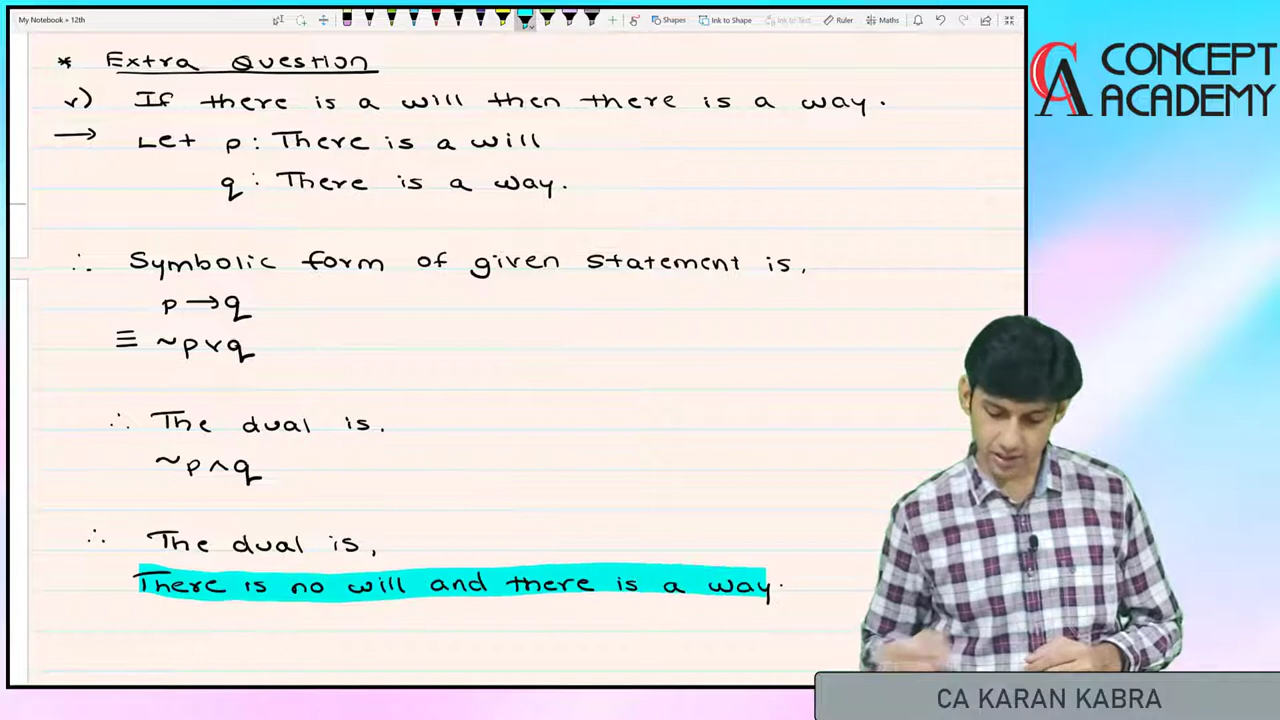 My Notebook > 12th
Shapes
Ink to Shape
Ink to Text
Ruler
Maths
* Extra Question
v) If there is a will then there is a way.
→ Let p : There is a will
q : There is a way.
∴ Symbolic form of given statement is,
p → q
≡ ~p ∨ q
∴ The dual is,
~p ∧ q
∴ The dual is,
There is no will and there is a way.
CONCEPT
ACADEMY
CA KARAN KABRA